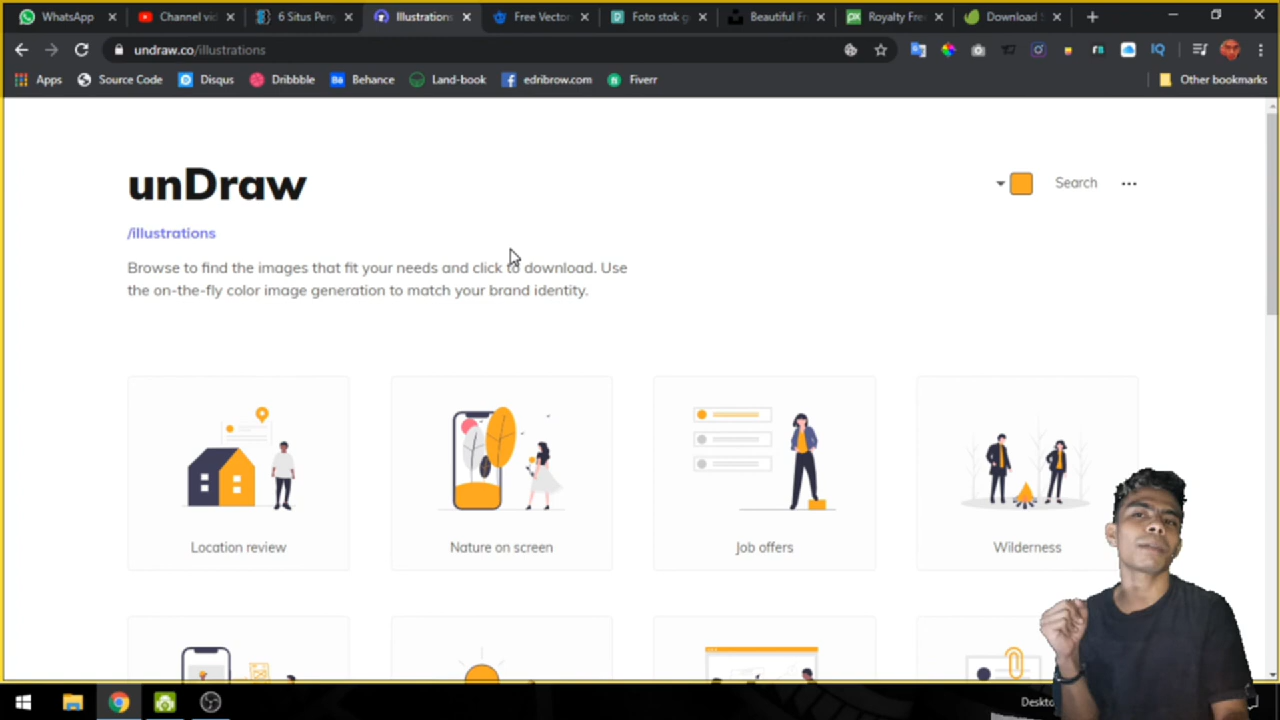 WhatsApp
Channel vi
6 Situs Pen
Illustrations
Free Vector
Foto stok g
Beautiful Fr
Royalty Free
Download S
undraw.co/illustrations
Apps
Source Code
Disqus
Dribbble
Behance
Land-book
edribrow.com
Fiverr
Other bookmarks
unDraw
Search
/illustrations
Browse to find the images that fit your needs and click to download. Use
the on-the-fly color image generation to match your brand identity.
Location review
Nature on screen
Job offers
Wilderness
Deskto